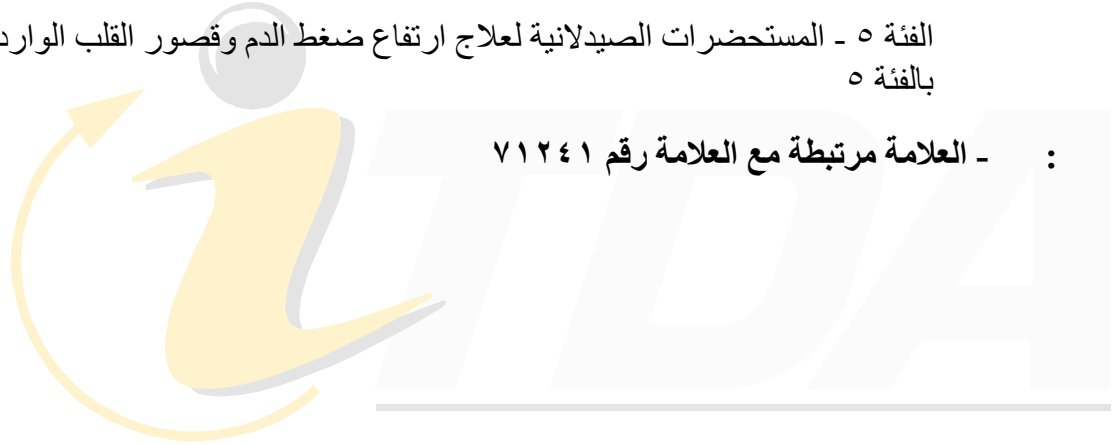 الفئة ٥ - المستحضرات الصيدلانية لعلاج ارتفاع ضغط الدم وقصور القلب الوارد
بالفئة ٥
: - العلامة مرتبطة مع العلامة رقم ٧١٢٤١
iTDA